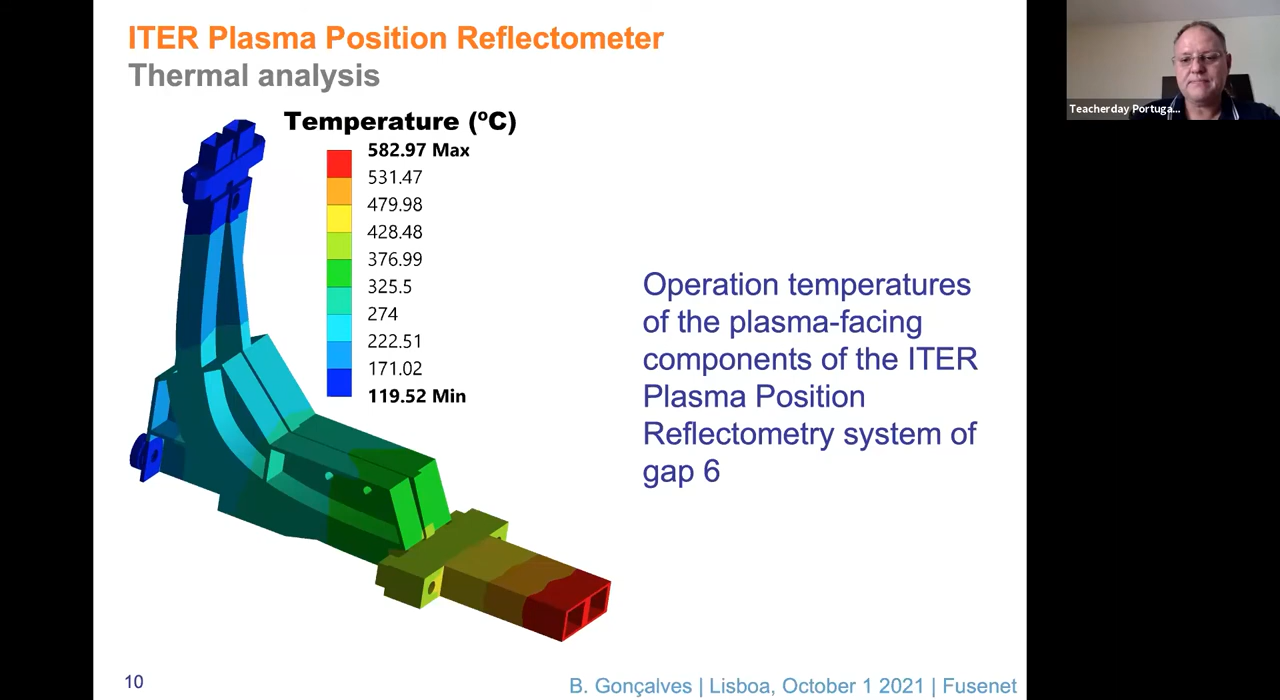 ITER Plasma Position Reflectometer
Thermal analysis
Temperature (ºC)
582.97 Max
531.47
479.98
428.48
376.99
325.5
274
222.51
171.02
119.52 Min
Operation temperatures
of the plasma-facing
components of the ITER
Plasma Position
Reflectometry system of
gap 6
10
B. Gonçalves | Lisboa, October 1 2021 | Fusenet
Teacherday Portuga...